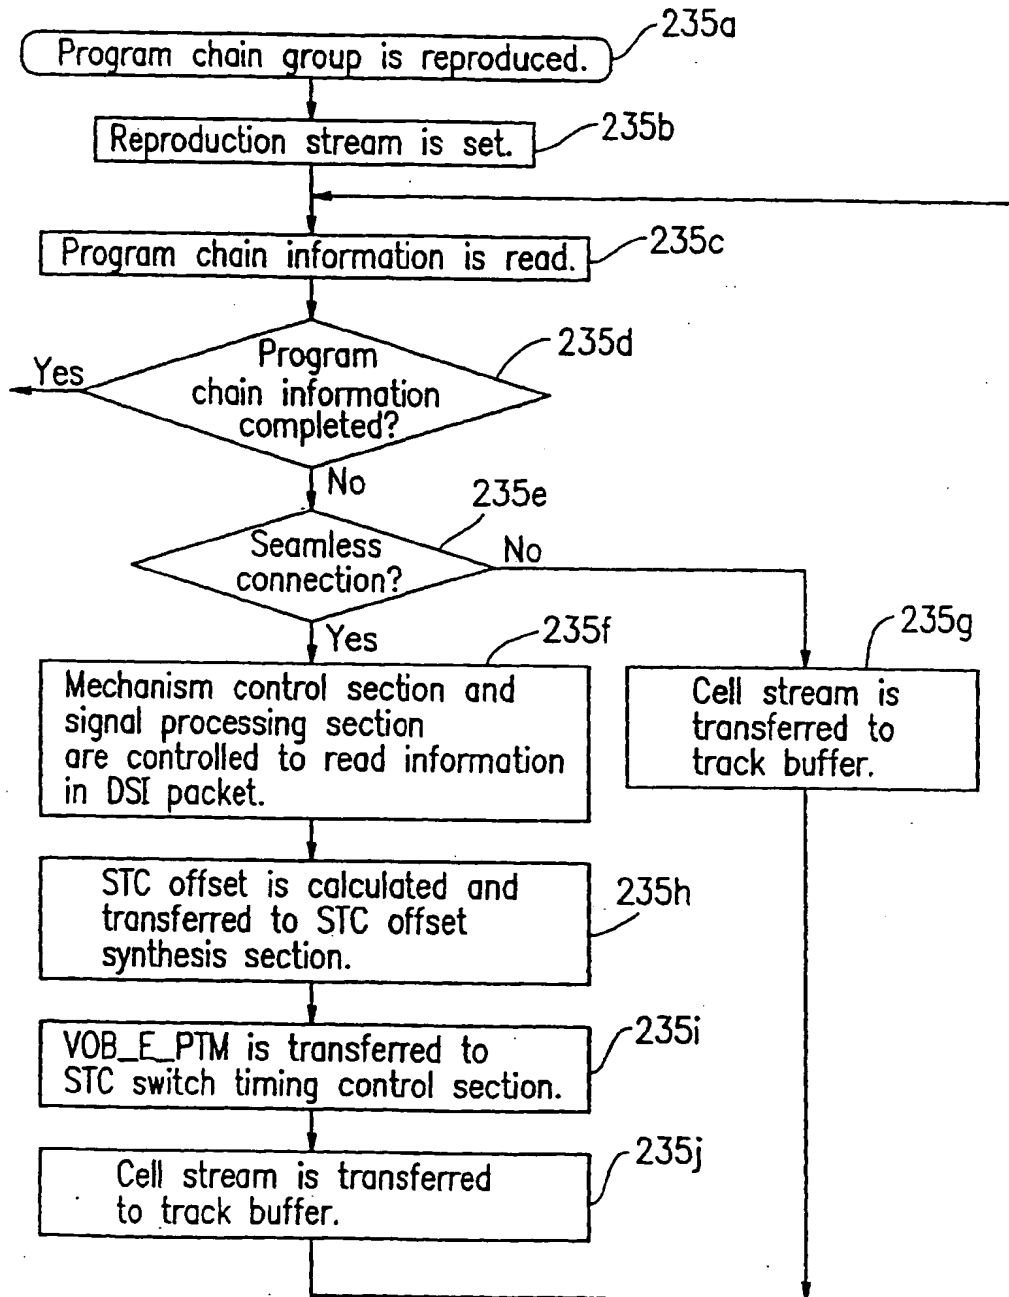 235a
Program chain group is reproduced.
235b
Reproduction stream is set.
235c
Program chain information is read.
235d
Program
chain information
completed?
Yes
No
235e
Seamless
connection?
No
Yes
235f
Mechanism control section and
signal processing section
are controlled to read information
in DSI packet.
235g
Cell stream is
transferred to
track buffer.
STC offset is calculated and
transferred to STC offset
synthesis section.
235h
VOB_E_PTM is transferred to
STC switch timing control section.
235i
Cell stream is transferred
to track buffer.
235j